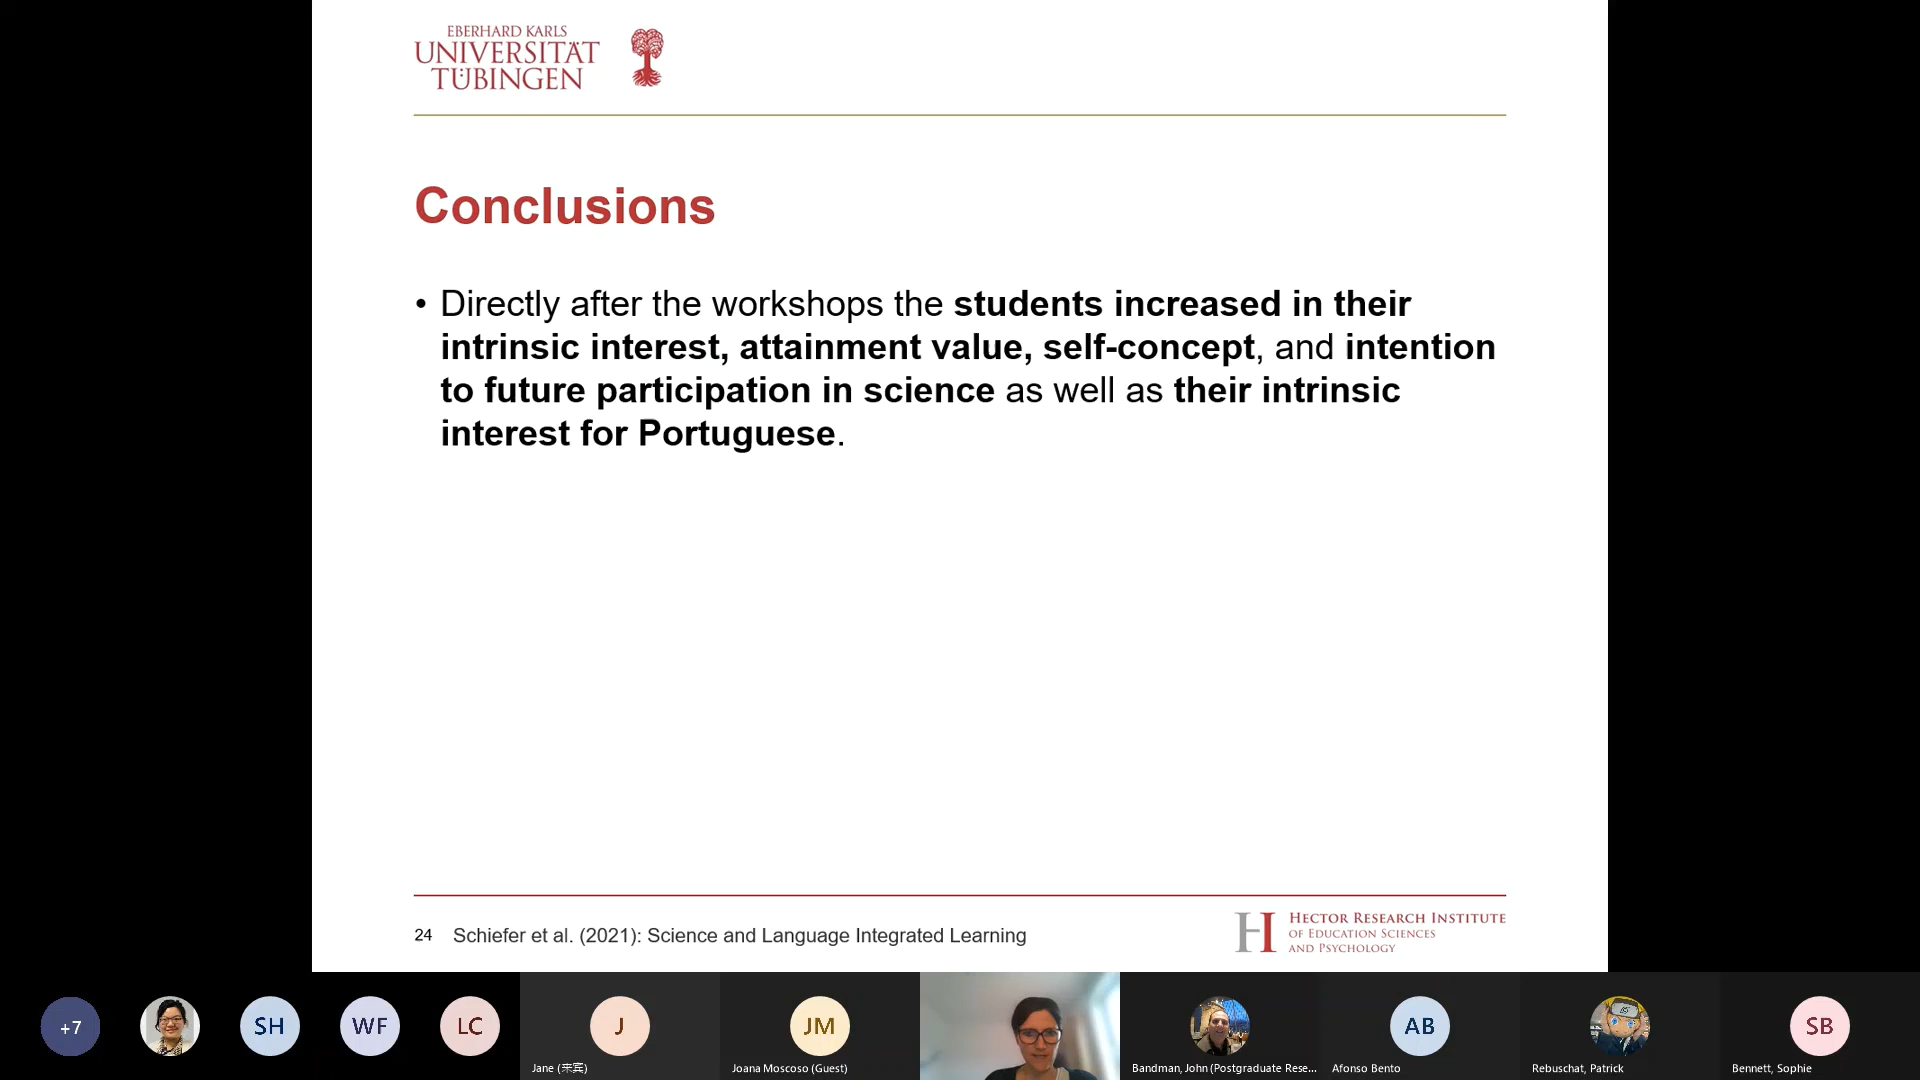 EBERHARD KARLS
UNIVERSITÄT
TÜBINGEN
Conclusions
• Directly after the workshops the students increased in their
intrinsic interest, attainment value, self-concept, and intention
to future participation in science as well as their intrinsic
interest for Portuguese.
24 Schiefer et al. (2021): Science and Language Integrated Learning
H HECTOR RESEARCH INSTITUTE
OF EDUCATION SCIENCES
AND PSYCHOLOGY
+7
SH
WF
LC
J
JM
AB
SB
Jane (来宾)
Joana Moscoso (Guest)
Bandman, John (Postgraduate Rese...
Afonso Bento
Rebuschat, Patrick
Bennett, Sophie